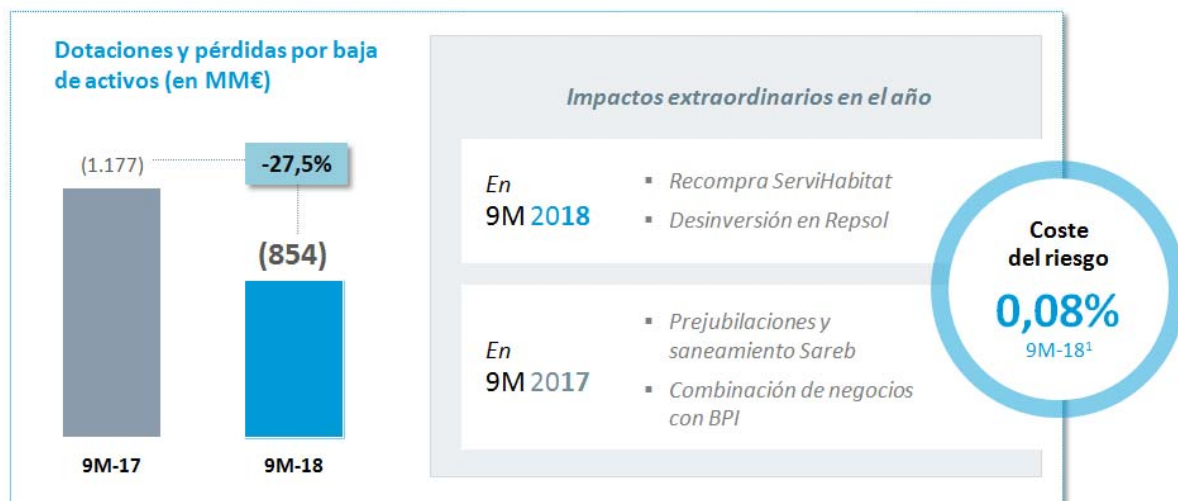 Dotaciones y pérdidas por baja
de activos (en MM€)
(1.177)
-27,5%
(854)
9M-17
9M-18
Impactos extraordinarios en el año
En
9M 2018
▪ Recompra ServiHabitat
▪ Desinversión en Repsol
En
9M 2017
▪ Prejubilaciones y
saneamiento Sareb
▪ Combinación de negocios
con BPI
Coste
del riesgo
0,08%
9M-18¹